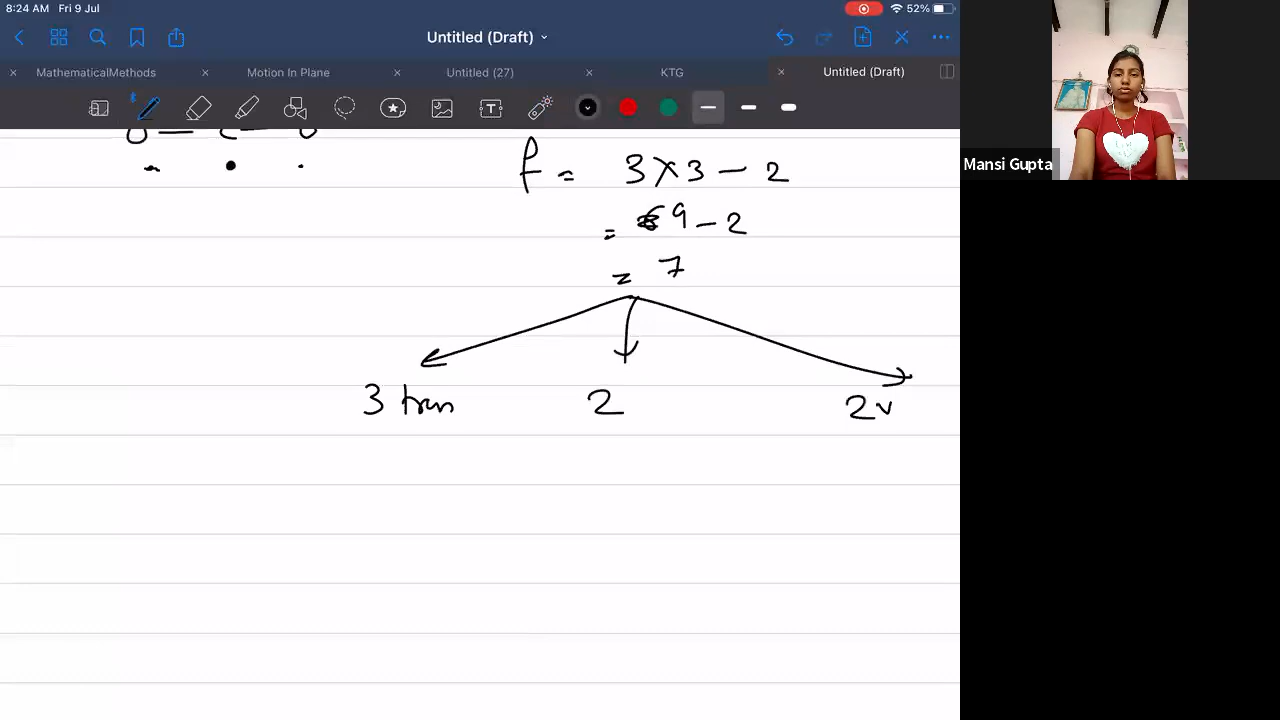 8:24 AM Fri 9 Jul
52%
Untitled (Draft)
MathematicalMethods
Motion In Plane
Untitled (27)
KTG
Untitled (Draft)
Mansi Gupta
f = 3 × 3 − 2
= 9 − 2
= 7
3 tran 2 2v